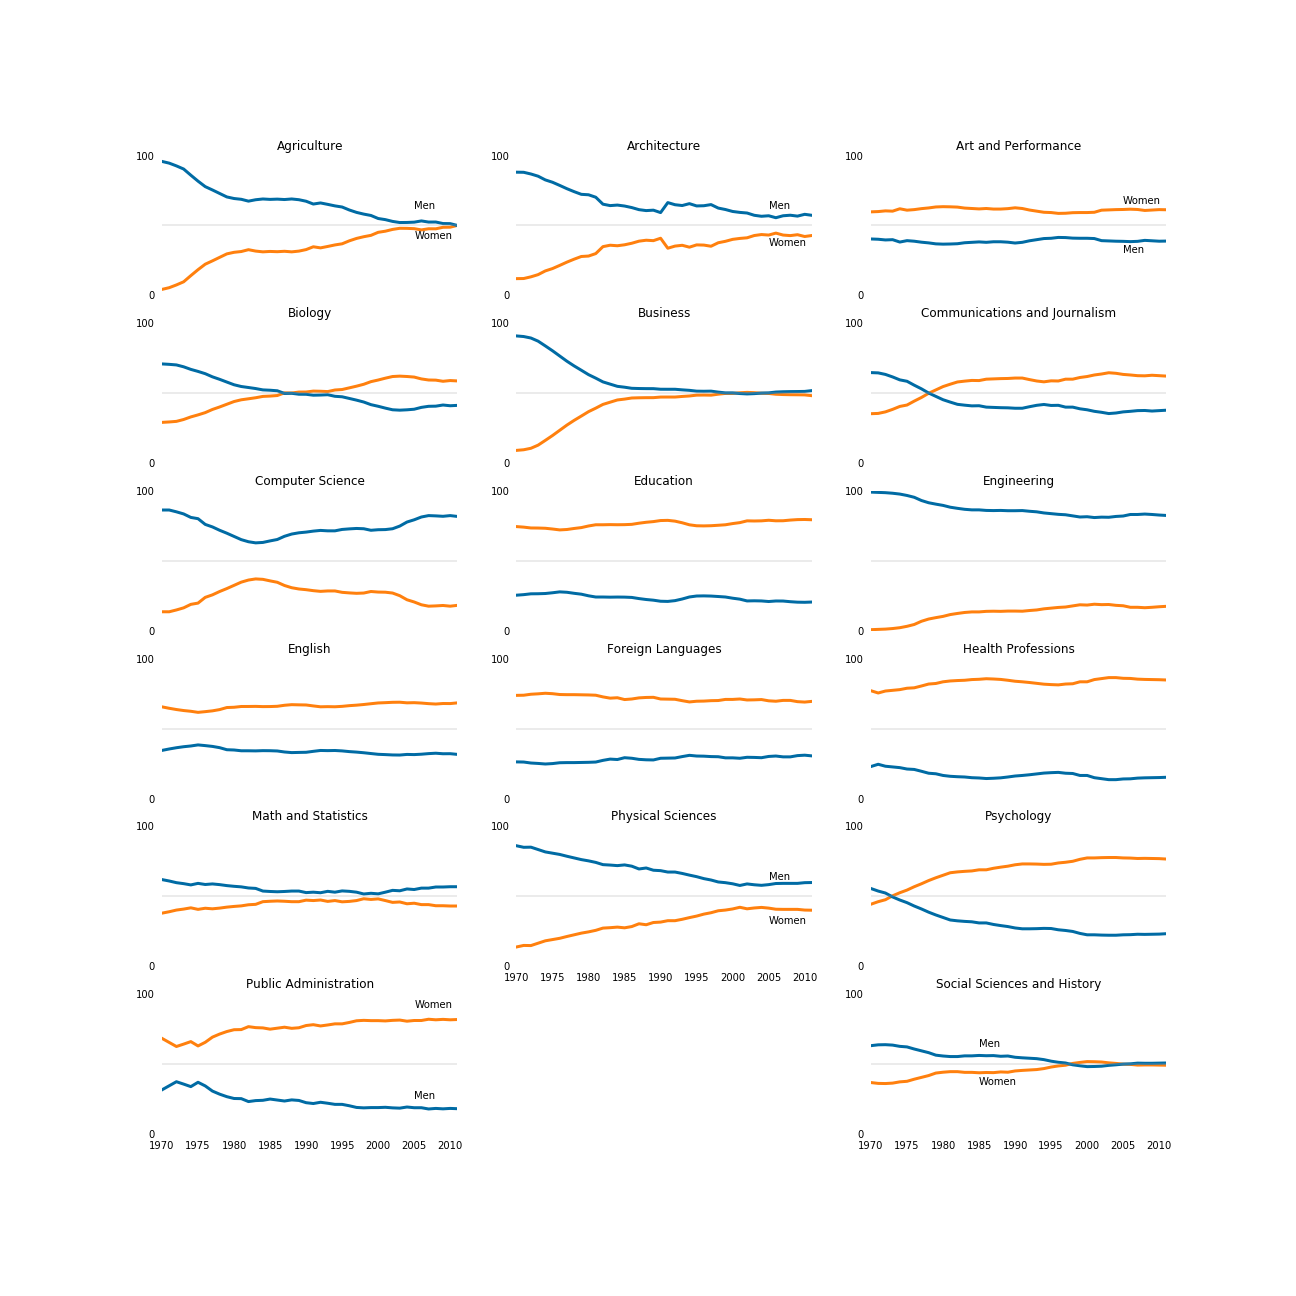 Agriculture Architecture Art and Performance
100 100 100
Men Men Women
Women Women Men
0 0 0
Biology Business Communications and Journalism
100 100 100
0 0 0
Computer Science Education Engineering
100 100 100
0 0 0
English Foreign Languages Health Professions
100 100 100
0 0 0
Math and Statistics Physical Sciences Psychology
100 100 100
Men
Women
0 0 0
1970 1975 1980 1985 1990 1995 2000 2005 2010
Public Administration Social Sciences and History
100 100
Women
Men
Women
Men
0 0
1970 1975 1980 1985 1990 1995 2000 2005 2010 1970 1975 1980 1985 1990 1995 2000 2005 2010